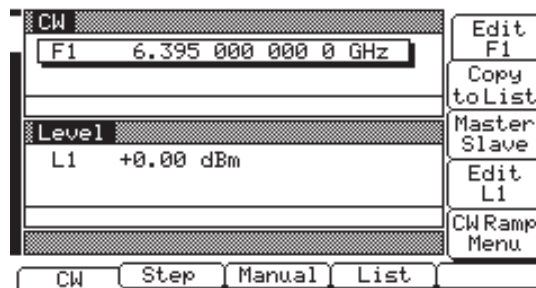 CW
F1 6.395 000 000 0 GHz
Level
L1 +0.00 dBm
Edit
F1
Copy
to List
Master
Slave
Edit
L1
CW Ramp
Menu
CW Step Manual List